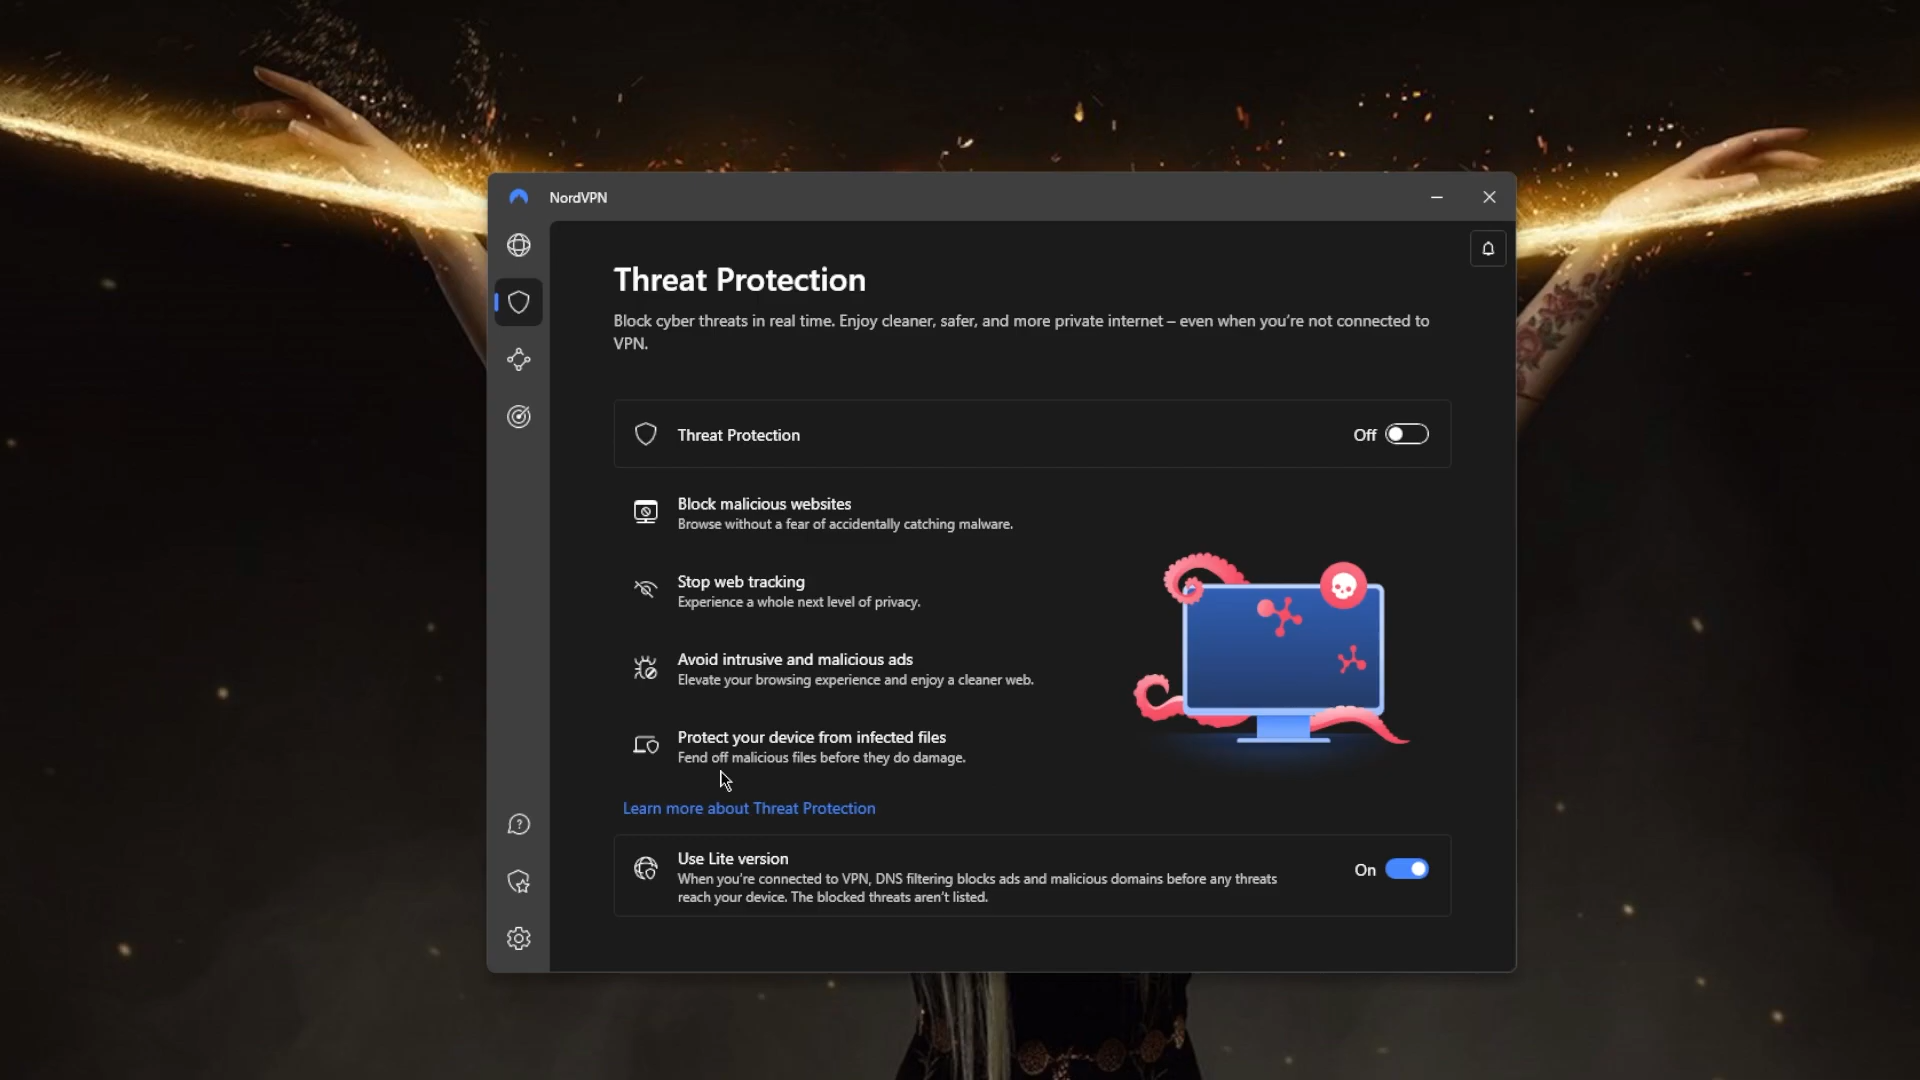 NordVPN
Threat Protection
Block cyber threats in real time. Enjoy cleaner, safer, and more private internet – even when you're not connected to
VPN.
Threat Protection
Off
Block malicious websites
Browse without a fear of accidentally catching malware.
Stop web tracking
Experience a whole next level of privacy.
Avoid intrusive and malicious ads
Elevate your browsing experience and enjoy a cleaner web.
Protect your device from infected files
Fend off malicious files before they do damage.
Learn more about Threat Protection
Use Lite version
When you're connected to VPN, DNS filtering blocks ads and malicious domains before any threats
reach your device. The blocked threats aren't listed.
On